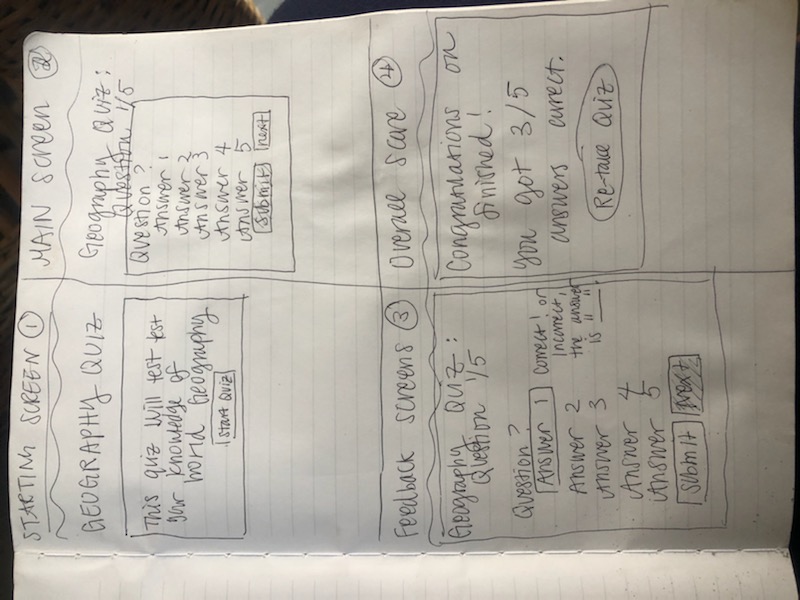 STARTING SCREEN 1
GEOGRAPHY QUIZ
This quiz will test test
your knowledge of
world Geography
Start Quiz
MAIN Screen 2
Geography Quiz:
Question 1/5
Question ?
Answer 1
Answer 2
Answer 3
Answer 4
Answer 5
Submit next
Feedback screens 3
Geography Quiz:
Question 1/5
Question ?
Answer 1 Correct! or
Incorrect,
Answer 2 the answer
Answer 3 is "___"
Answer 4
Answer 5
Submit Next
Overall score 4
Congratulations on
finished!
you got 3/5
answers correct.
Re-take Quiz